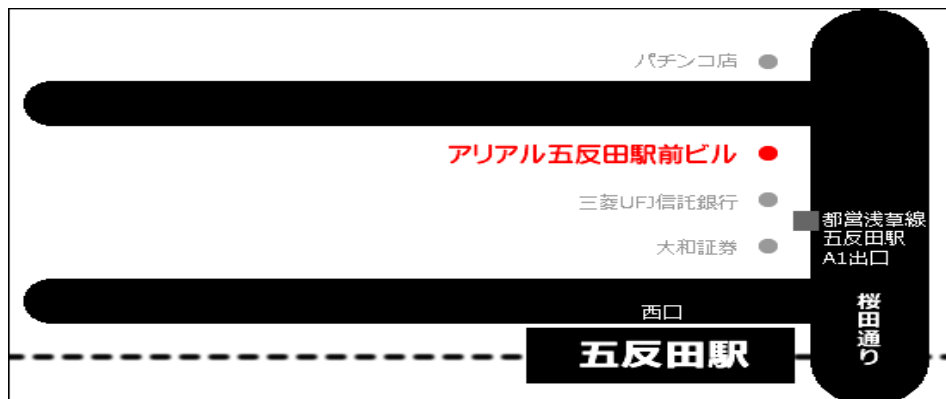 パチンコ店
アリアル五反田駅前ビル
三菱UFJ信託銀行
大和証券
都営浅草線
五反田駅
A1出口
西口
五反田駅
桜田通り